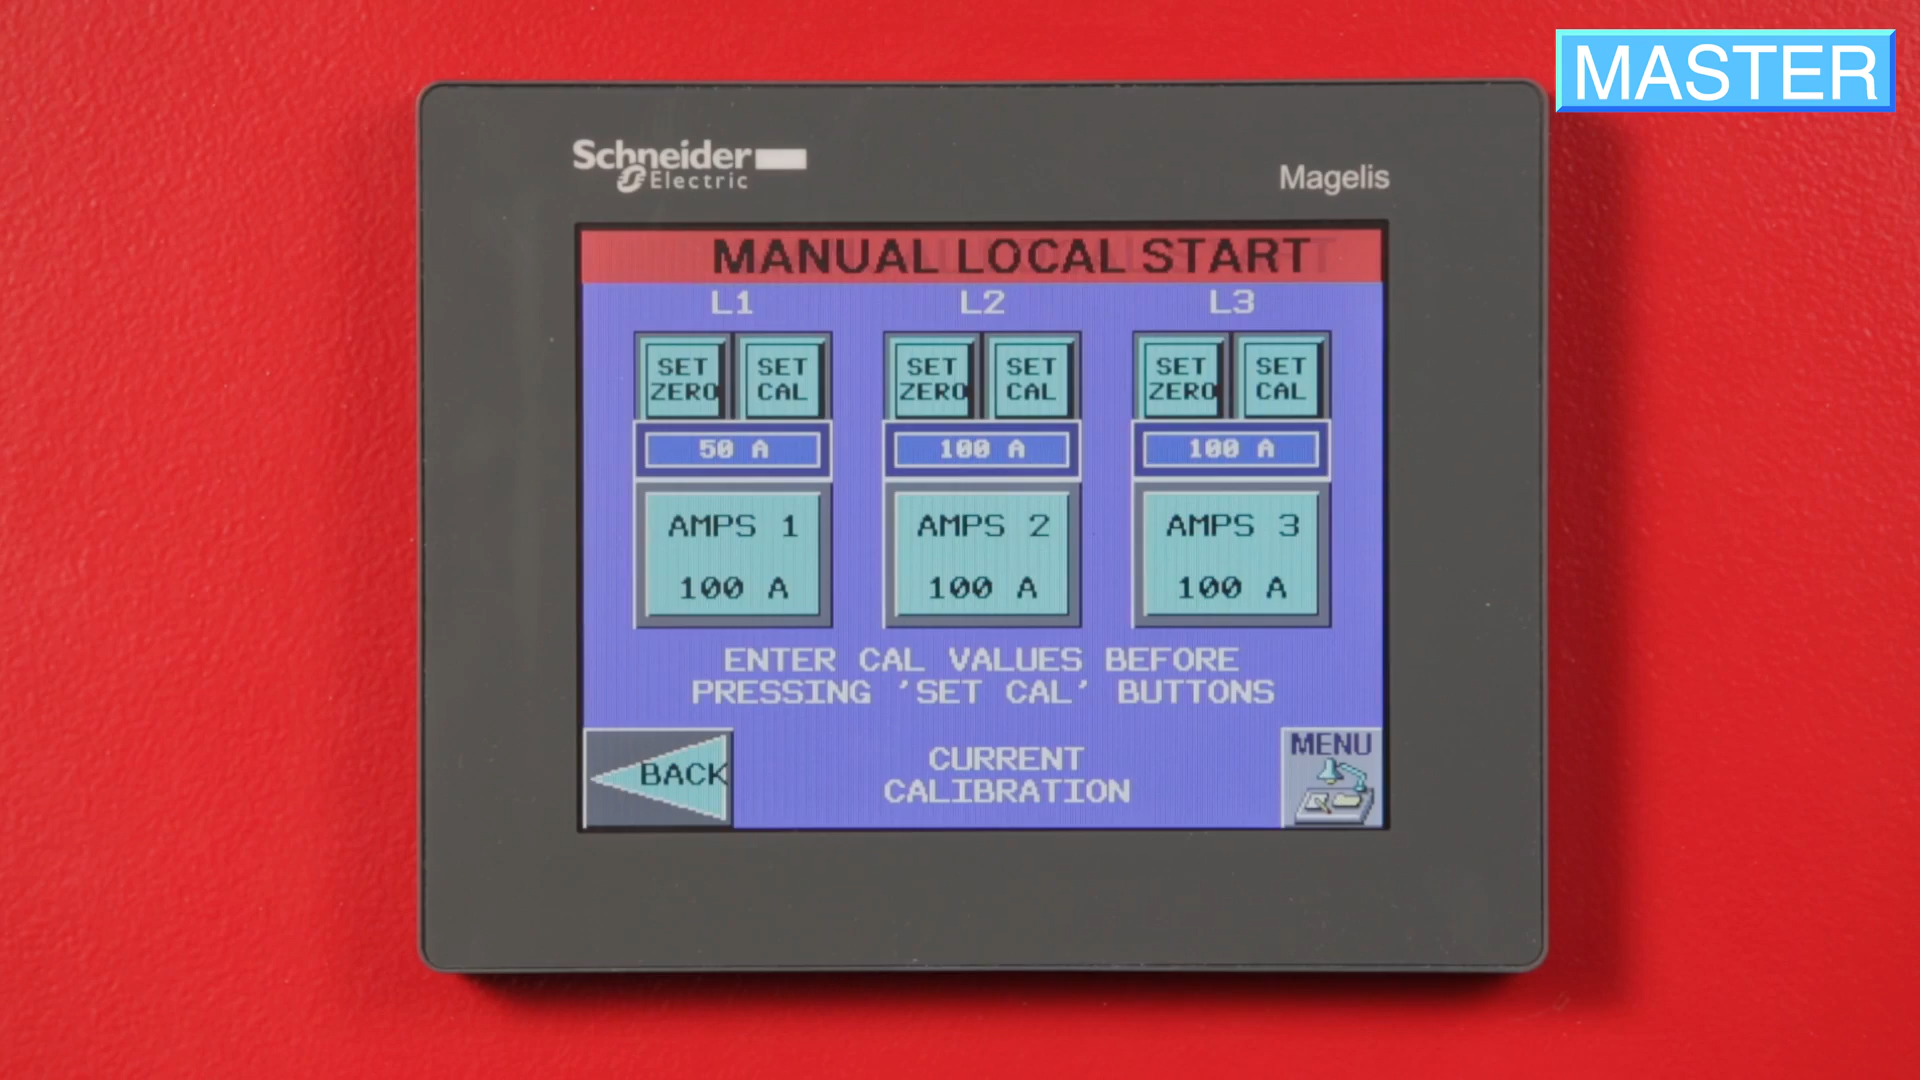 MASTER
Schneider
Electric
Magelis
MANUAL LOCAL START
L1 L2 L3
SET ZERO SET CAL SET ZERO SET CAL SET ZERO SET CAL
50 A 100 A 100 A
AMPS 1 AMPS 2 AMPS 3
100 A 100 A 100 A
ENTER CAL VALUES BEFORE
PRESSING 'SET CAL' BUTTONS
BACK
CURRENT
CALIBRATION
MENU